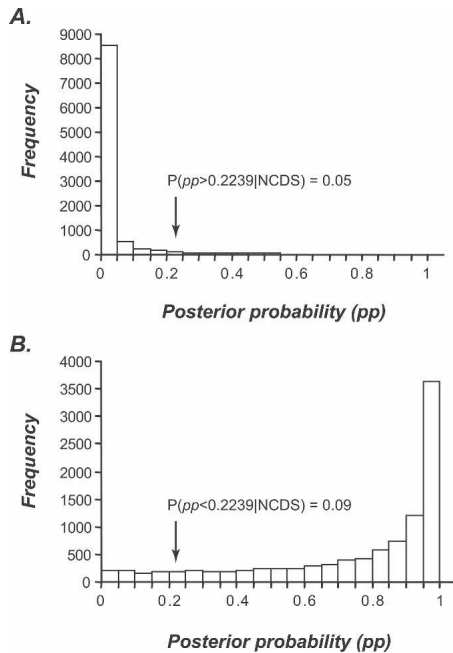 A.
9000
8000
7000
6000
5000
4000
3000
2000
1000
0
Frequency
P(pp>0.2239|NCDS) = 0.05
0 0.2 0.4 0.6 0.8 1
Posterior probability (pp)
B.
4000
3500
3000
2500
2000
1500
1000
500
0
Frequency
P(pp<0.2239|NCDS) = 0.09
0 0.2 0.4 0.6 0.8 1
Posterior probability (pp)